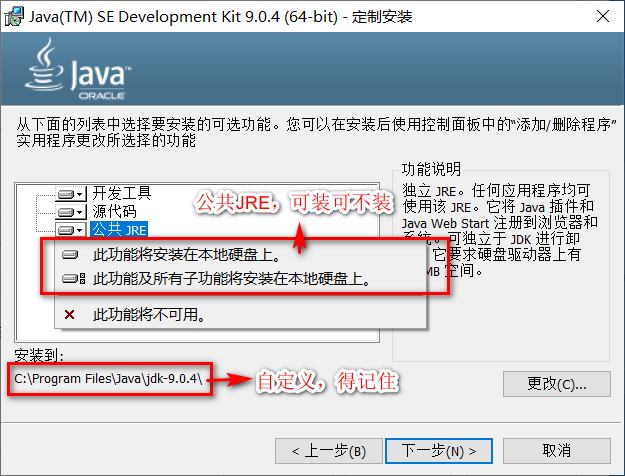 Java(TM) SE Development Kit 9.0.4 (64-bit) - 定制安装
Java™
ORACLE
从下面的列表中选择要安装的可选功能。您可以在安装后使用控制面板中的“添加/删除程序”
实用程序更改所选择的功能
开发工具
源代码
公共 JRE
公共JRE，可装可不装
此功能将安装在本地硬盘上。
此功能及所有子功能将安装在本地硬盘上。
此功能将不可用。
功能说明
独立 JRE。任何应用程序均可
使用该 JRE。它将 Java 插件和
Java Web Start 注册到浏览器和
系统。可独立于 JDK 进行卸
它要求硬盘驱动器上有
MB 空间。
安装到:
C:\Program Files\Java\jdk-9.0.4\
自定义，得记住
更改(C)...
< 上一步(B)
下一步(N) >
取消